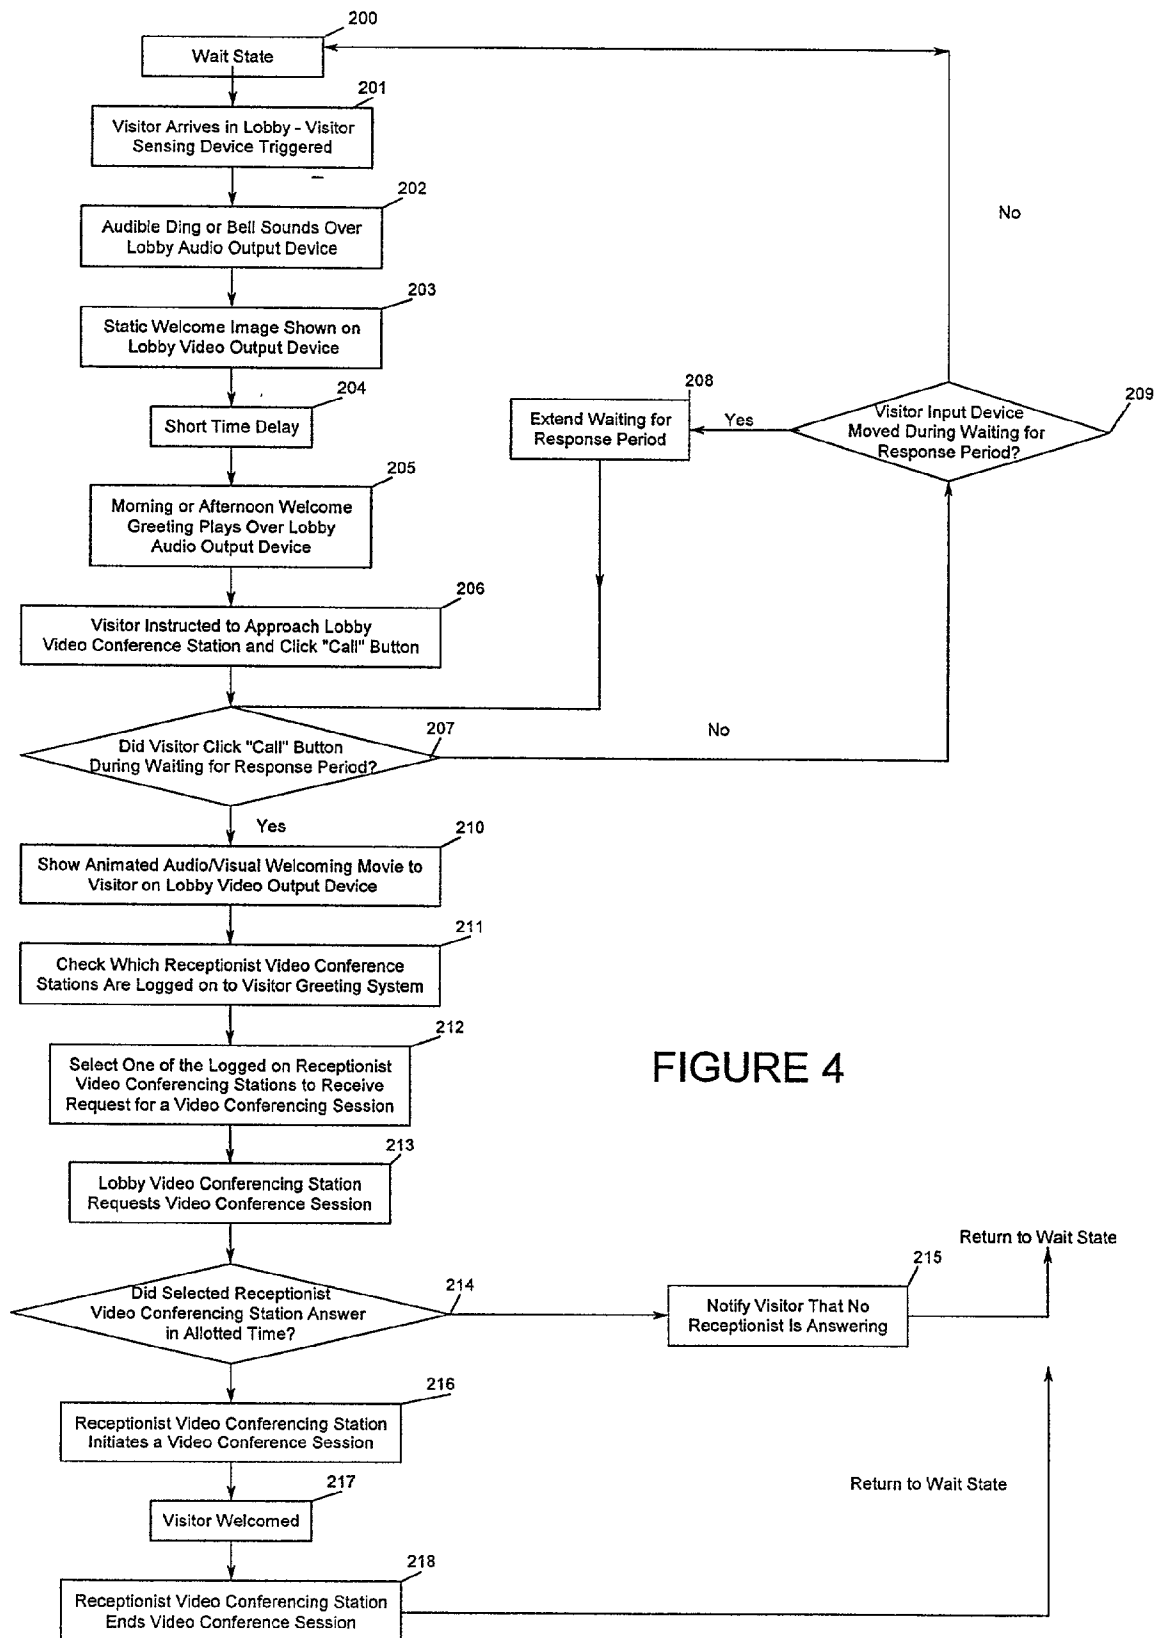 200
Wait State
201
Visitor Arrives in Lobby - Visitor
Sensing Device Triggered
202
Audible Ding or Bell Sounds Over
Lobby Audio Output Device
No
203
Static Welcome Image Shown on
Lobby Video Output Device
204
Short Time Delay
208
Extend Waiting for
Response Period
Yes
209
Visitor Input Device
Moved During Waiting for
Response Period?
205
Morning or Afternoon Welcome
Greeting Plays Over Lobby
Audio Output Device
206
Visitor Instructed to Approach Lobby
Video Conference Station and Click "Call" Button
207
Did Visitor Click "Call" Button
During Waiting for Response Period?
No
Yes
210
Show Animated Audio/Visual Welcoming Movie to
Visitor on Lobby Video Output Device
211
Check Which Receptionist Video Conference
Stations Are Logged on to Visitor Greeting System
212
Select One of the Logged on Receptionist
Video Conferencing Stations to Receive
Request for a Video Conferencing Session
FIGURE 4
213
Lobby Video Conferencing Station
Requests Video Conference Session
214
Did Selected Receptionist
Video Conferencing Station Answer
in Allotted Time?
215
Notify Visitor That No
Receptionist Is Answering
Return to Wait State
216
Receptionist Video Conferencing Station
Initiates a Video Conference Session
217
Visitor Welcomed
Return to Wait State
218
Receptionist Video Conferencing Station
Ends Video Conference Session